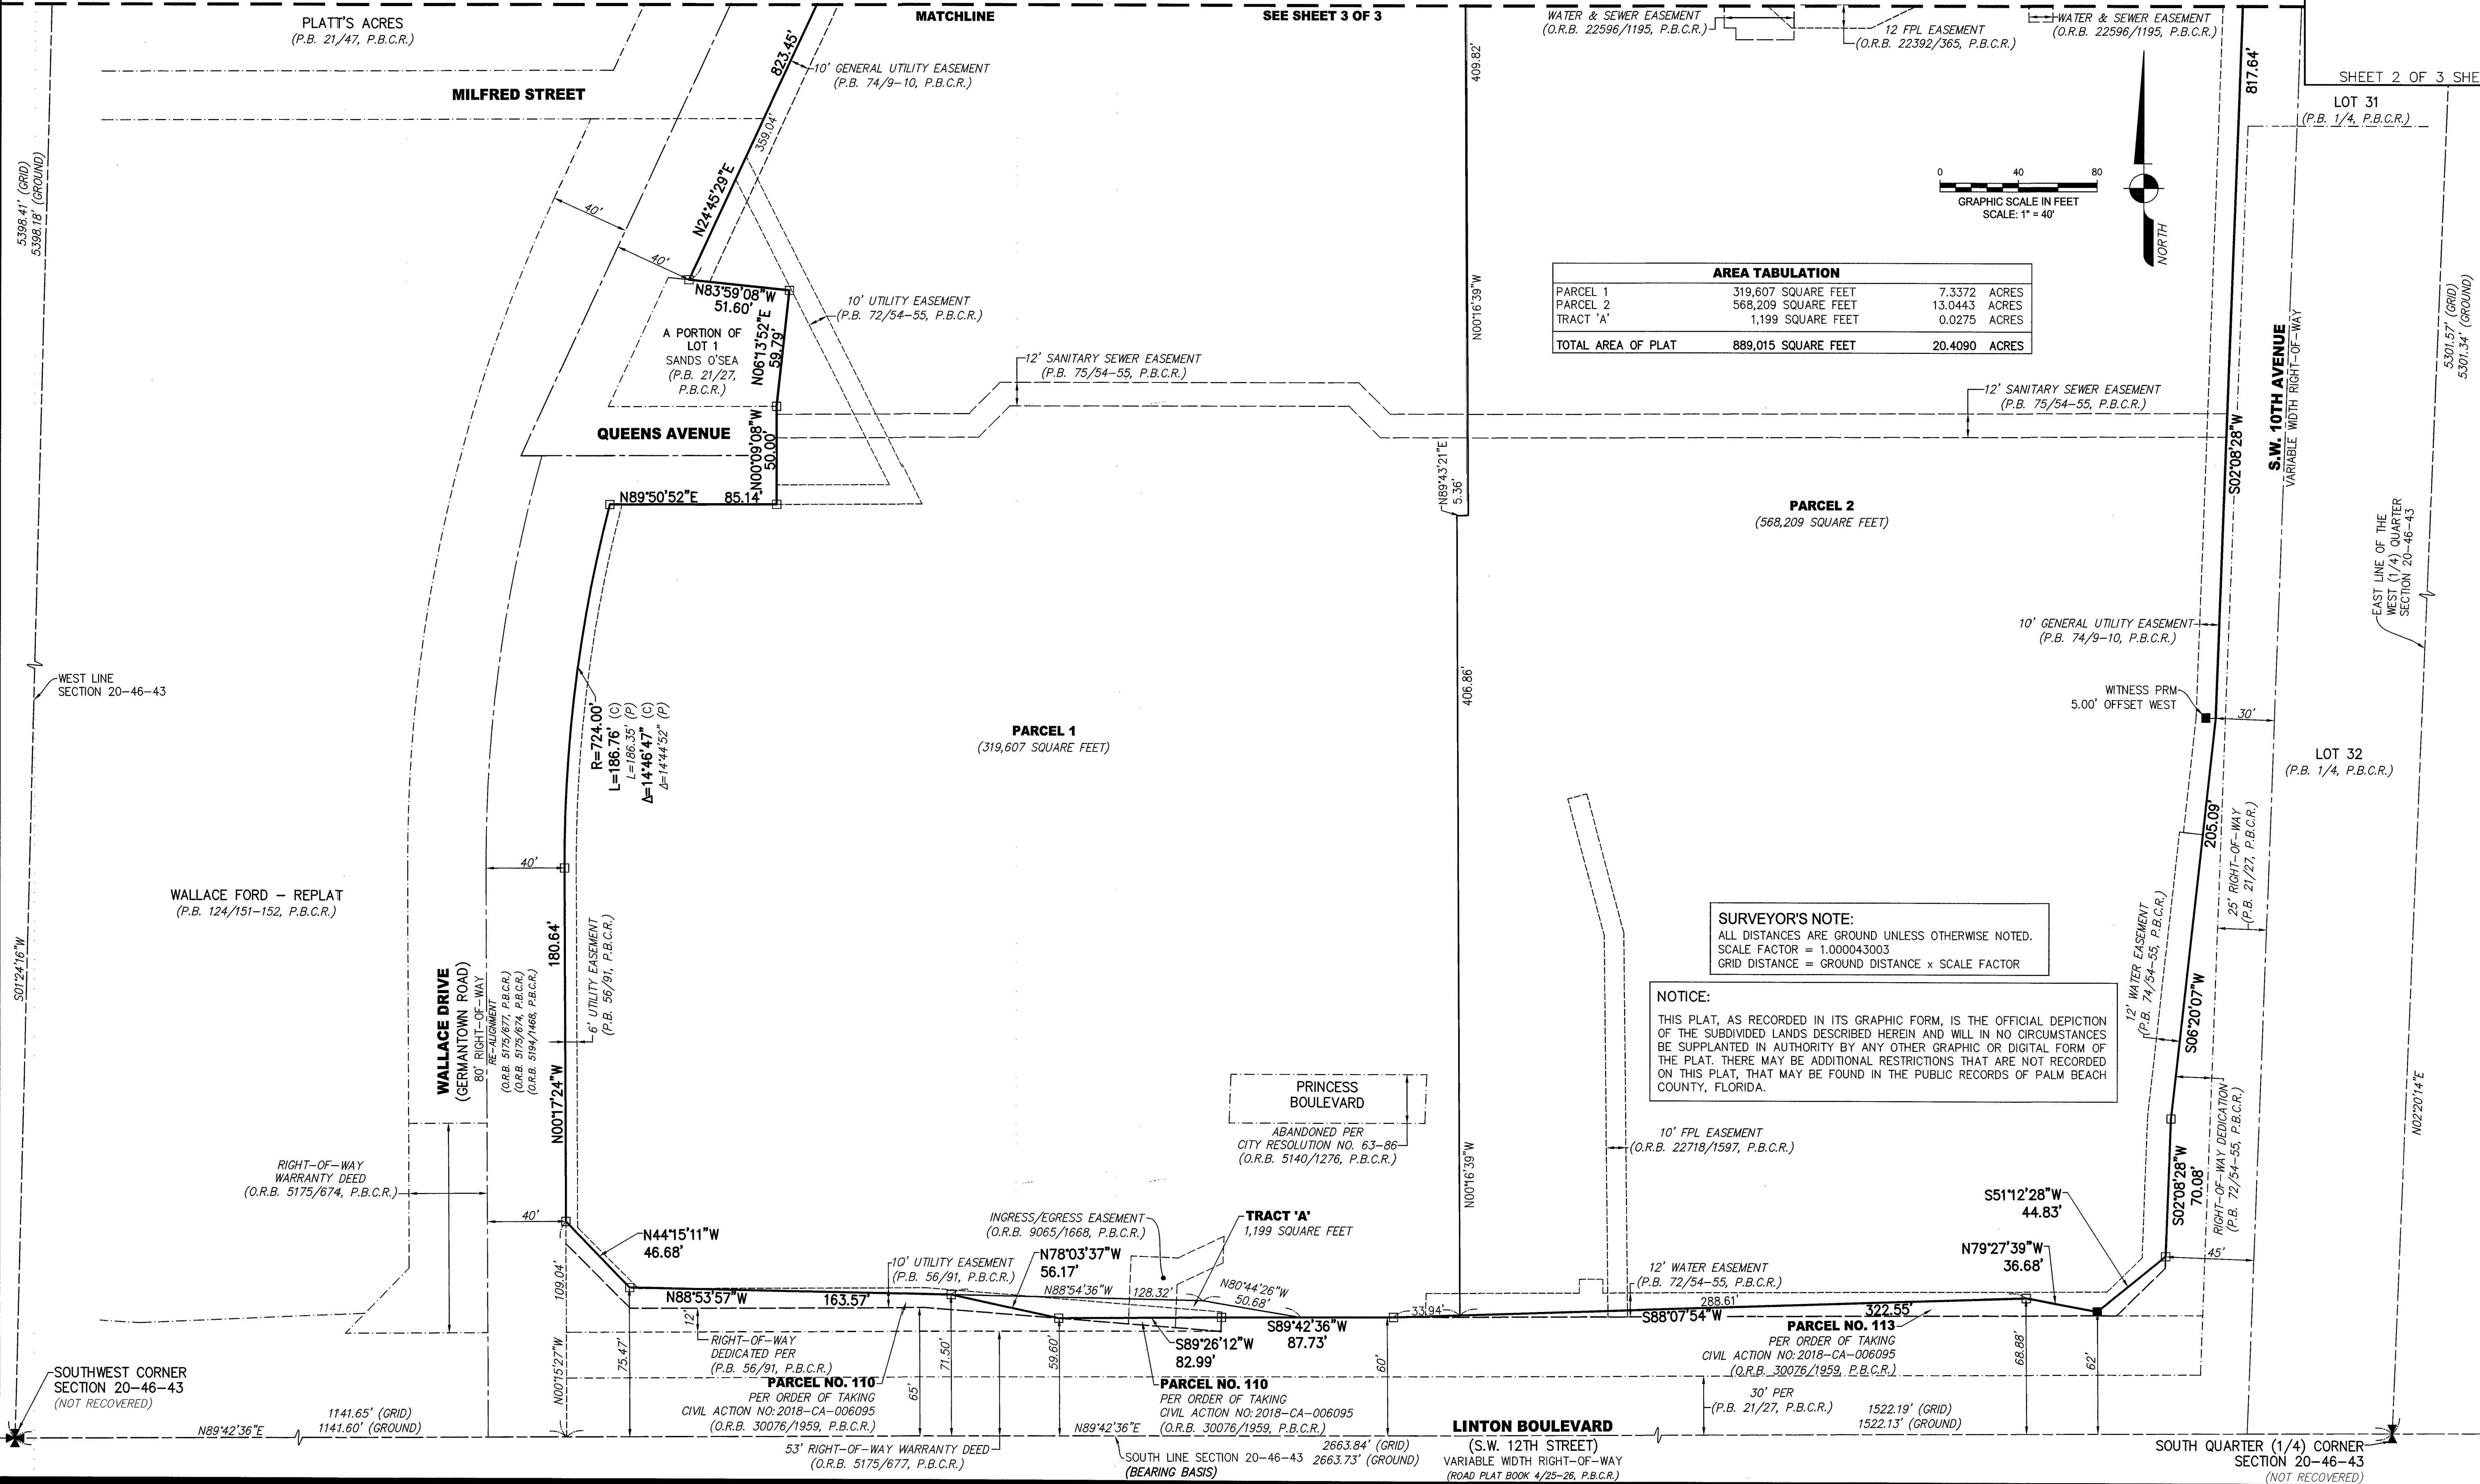 PLATT'S ACRES
(P.B. 21/47, P.B.C.R.)
MATCHLINE
SEE SHEET 3 OF 3
WATER & SEWER EASEMENT
(O.R.B. 22596/1195, P.B.C.R.)
12 FPL EASEMENT
(O.R.B. 22392/365, P.B.C.R.)
WATER & SEWER EASEMENT
(O.R.B. 22596/1195, P.B.C.R.)
SHEET 2 OF 3 SHE
LOT 31
(P.B. 1/4, P.B.C.R.)
823.45'
10' GENERAL UTILITY EASEMENT
(P.B. 74/9-10, P.B.C.R.)
409.82'
817.64'
MILFRED STREET
359.04'
N24°45'29"E
5398.41' (GRID)
5398.18' (GROUND)
40'
40'
0 40 80
GRAPHIC SCALE IN FEET
SCALE: 1" = 40'
NORTH
N83°59'08"W
51.60'
10' UTILITY EASEMENT
(P.B. 72/54-55, P.B.C.R.)
N00°16'39"W
AREA TABULATION
PARCEL 1 319,607 SQUARE FEET 7.3372 ACRES
PARCEL 2 568,209 SQUARE FEET 13.0443 ACRES
TRACT 'A' 1,199 SQUARE FEET 0.0275 ACRES
TOTAL AREA OF PLAT 889,015 SQUARE FEET 20.4090 ACRES
5301.57' (GRID)
5301.34' (GROUND)
A PORTION OF
LOT 1
SANDS O'SEA
(P.B. 21/27,
P.B.C.R.)
N06°13'52"E
59.79'
12' SANITARY SEWER EASEMENT
(P.B. 75/54-55, P.B.C.R.)
12' SANITARY SEWER EASEMENT
(P.B. 75/54-55, P.B.C.R.)
S.W. 10TH AVENUE
VARIABLE WIDTH RIGHT-OF-WAY
S02°08'28"W
QUEENS AVENUE
N00°09'08"W
50.00'
N89°50'52"E 85.14'
N89°43'21"E
5.36'
PARCEL 2
(568,209 SQUARE FEET)
EAST LINE OF THE
WEST (1/4) QUARTER
SECTION 20-46-43
10' GENERAL UTILITY EASEMENT
(P.B. 74/9-10, P.B.C.R.)
WEST LINE
SECTION 20-46-43
406.86'
WITNESS PRM
5.00' OFFSET WEST
30'
R=724.00'
L=186.76' (C)
L=186.35' (P)
Δ=14°46'47" (C)
Δ=14°44'52" (P)
PARCEL 1
(319,607 SQUARE FEET)
LOT 32
(P.B. 1/4, P.B.C.R.)
205.09'
25' RIGHT-OF-WAY
(P.B. 21/27, P.B.C.R.)
40'
WALLACE FORD - REPLAT
(P.B. 124/151-152, P.B.C.R.)
180.64'
6' UTILITY EASEMENT
(P.B. 56/91, P.B.C.R.)
SURVEYOR'S NOTE:
ALL DISTANCES ARE GROUND UNLESS OTHERWISE NOTED.
SCALE FACTOR = 1.000043003
GRID DISTANCE = GROUND DISTANCE x SCALE FACTOR
12' WATER EASEMENT
(P.B. 74/54-55, P.B.C.R.)
S01°24'16"W
WALLACE DRIVE
(GERMANTOWN ROAD)
80' RIGHT-OF-WAY
RE-ALIGNMENT
(O.R.B. 5175/677, P.B.C.R.)
(O.R.B. 5175/674, P.B.C.R.)
(O.R.B. 5194/1468, P.B.C.R.)
NOTICE:
THIS PLAT, AS RECORDED IN ITS GRAPHIC FORM, IS THE OFFICIAL DEPICTION
OF THE SUBDIVIDED LANDS DESCRIBED HEREIN AND WILL IN NO CIRCUMSTANCES
BE SUPPLANTED IN AUTHORITY BY ANY OTHER GRAPHIC OR DIGITAL FORM OF
THE PLAT. THERE MAY BE ADDITIONAL RESTRICTIONS THAT ARE NOT RECORDED
ON THIS PLAT, THAT MAY BE FOUND IN THE PUBLIC RECORDS OF PALM BEACH
COUNTY, FLORIDA.
S06°20'07"W
N02°20'14"E
N00°17'24"W
PRINCESS
BOULEVARD
ABANDONED PER
CITY RESOLUTION NO. 63-86
(O.R.B. 5140/1276, P.B.C.R.)
10' FPL EASEMENT
(O.R.B. 22718/1597, P.B.C.R.)
N00°16'39"W
RIGHT-OF-WAY
WARRANTY DEED
(O.R.B. 5175/674, P.B.C.R.)
S02°08'28"W
70.08'
RIGHT-OF-WAY DEDICATION
(P.B. 72/54-55, P.B.C.R.)
S51°12'28"W
44.83'
40'
N44°15'11"W
46.68'
INGRESS/EGRESS EASEMENT
(O.R.B. 9065/1668, P.B.C.R.)
TRACT 'A'
1,199 SQUARE FEET
N78°03'37"W
56.17'
N79°27'39"W
36.68'
45'
10' UTILITY EASEMENT
(P.B. 56/91, P.B.C.R.)
12' WATER EASEMENT
(P.B. 72/54-55, P.B.C.R.)
109.04'
N88°53'57"W 163.57'
N88°54'36"W 128.32'
N80°44'26"W
50.68'
33.94'
288.61'
322.55'
S88°07'54"W
12'
RIGHT-OF-WAY
DEDICATED PER
(P.B. 56/91, P.B.C.R.)
S89°42'36"W
87.73'
S89°26'12"W
82.99'
PARCEL NO. 113
PER ORDER OF TAKING
CIVIL ACTION NO: 2018-CA-006095
(O.R.B. 30076/1959, P.B.C.R.)
N00°15'27"W
75.47'
65'
71.50'
59.60'
60'
68.88'
62'
SOUTHWEST CORNER
SECTION 20-46-43
(NOT RECOVERED)
PARCEL NO. 110
PER ORDER OF TAKING
CIVIL ACTION NO: 2018-CA-006095
(O.R.B. 30076/1959, P.B.C.R.)
PARCEL NO. 110
PER ORDER OF TAKING
CIVIL ACTION NO: 2018-CA-006095
(O.R.B. 30076/1959, P.B.C.R.)
30' PER
(P.B. 21/27, P.B.C.R.)
1522.19' (GRID)
1522.13' (GROUND)
N89°42'36"E
1141.65' (GRID)
1141.60' (GROUND)
N89°42'36"E
LINTON BOULEVARD
(S.W. 12TH STREET)
VARIABLE WIDTH RIGHT-OF-WAY
(ROAD PLAT BOOK 4/25-26, P.B.C.R.)
53' RIGHT-OF-WAY WARRANTY DEED
(O.R.B. 5175/677, P.B.C.R.)
SOUTH LINE SECTION 20-46-43
(BEARING BASIS)
2663.84' (GRID)
2663.73' (GROUND)
SOUTH QUARTER (1/4) CORNER
SECTION 20-46-43
(NOT RECOVERED)